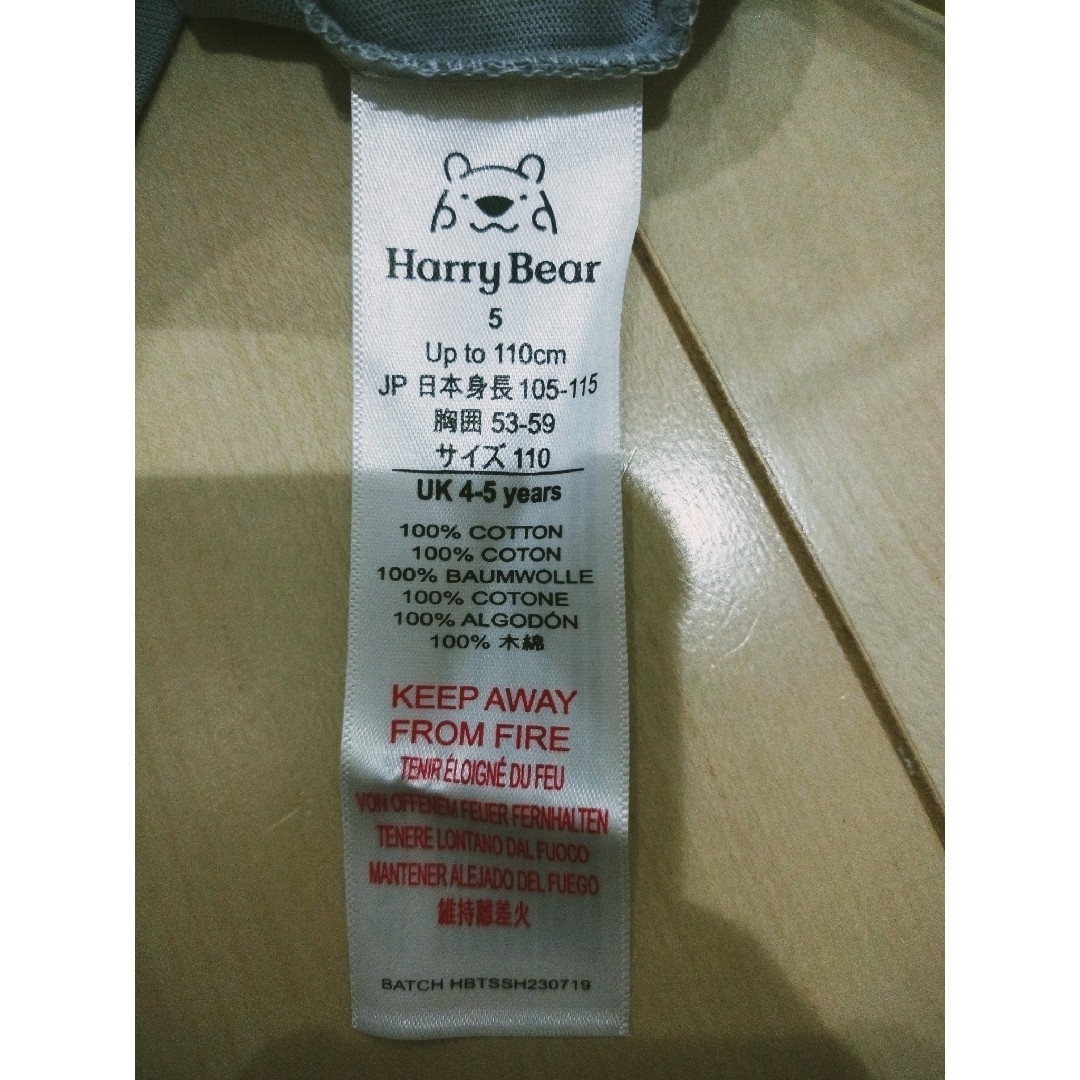 Harry Bear
5
Up to 110cm
JP 日本身長 105-115
胸囲 53-59
サイズ 110
UK 4-5 years
100% COTTON
100% COTON
100% BAUMWOLLE
100% COTONE
100% ALGODÓN
100% 木綿
KEEP AWAY
FROM FIRE
TENIR ÉLOIGNÉ DU FEU
VON OFFENEM FEUER FERNHALTEN
TENERE LONTANO DAL FUOCO
MANTENER ALEJADO DEL FUEGO
維持離差火
BATCH HBTSSH230719